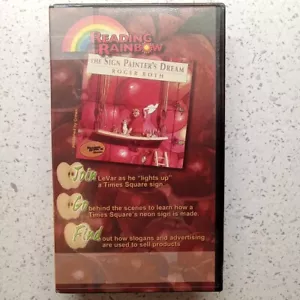 READING
RAINBOW
THE SIGN PAINTER'S DREAM
ROGER ROTH
Join LeVar as he "lights up"
a Times Square sign.
Go behind the scenes to learn how a
Times Square's neon sign is made.
Find out how slogans and advertising
are used to sell products